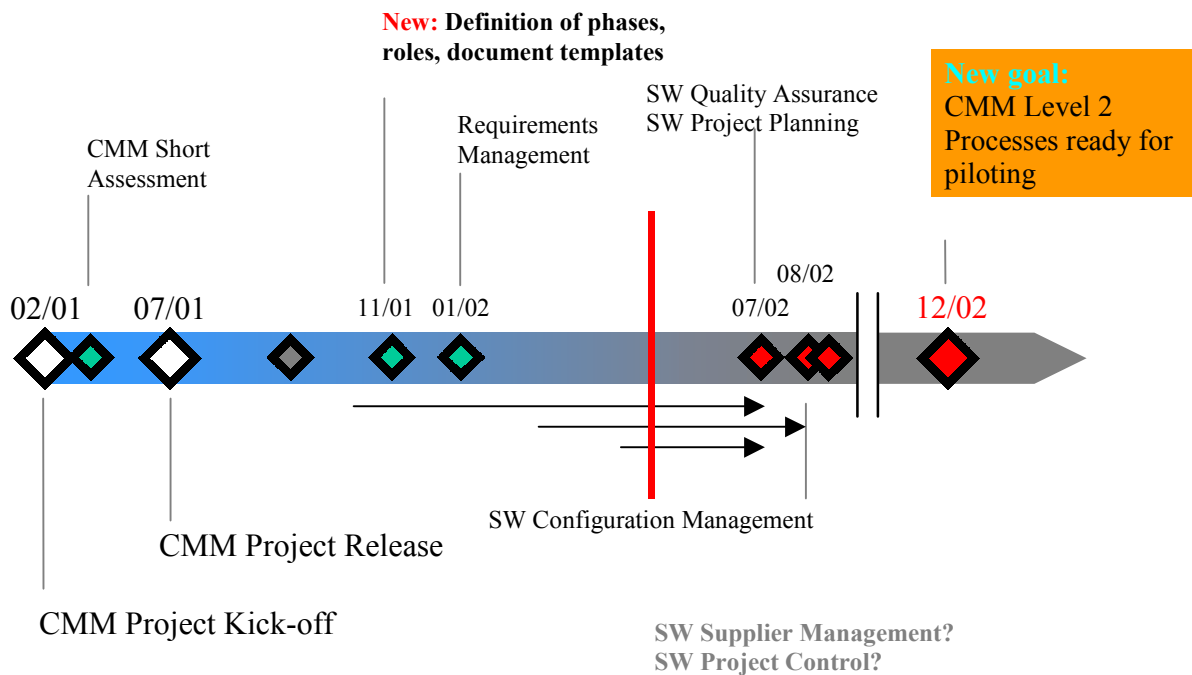 New: Definition of phases,
roles, document templates
New goal:
CMM Level 2
Processes ready for
piloting
SW Quality Assurance
SW Project Planning
Requirements
Management
CMM Short
Assessment
08/02
02/01
07/01
11/01
01/02
07/02
12/02
SW Configuration Management
CMM Project Release
CMM Project Kick-off
SW Supplier Management?
SW Project Control?